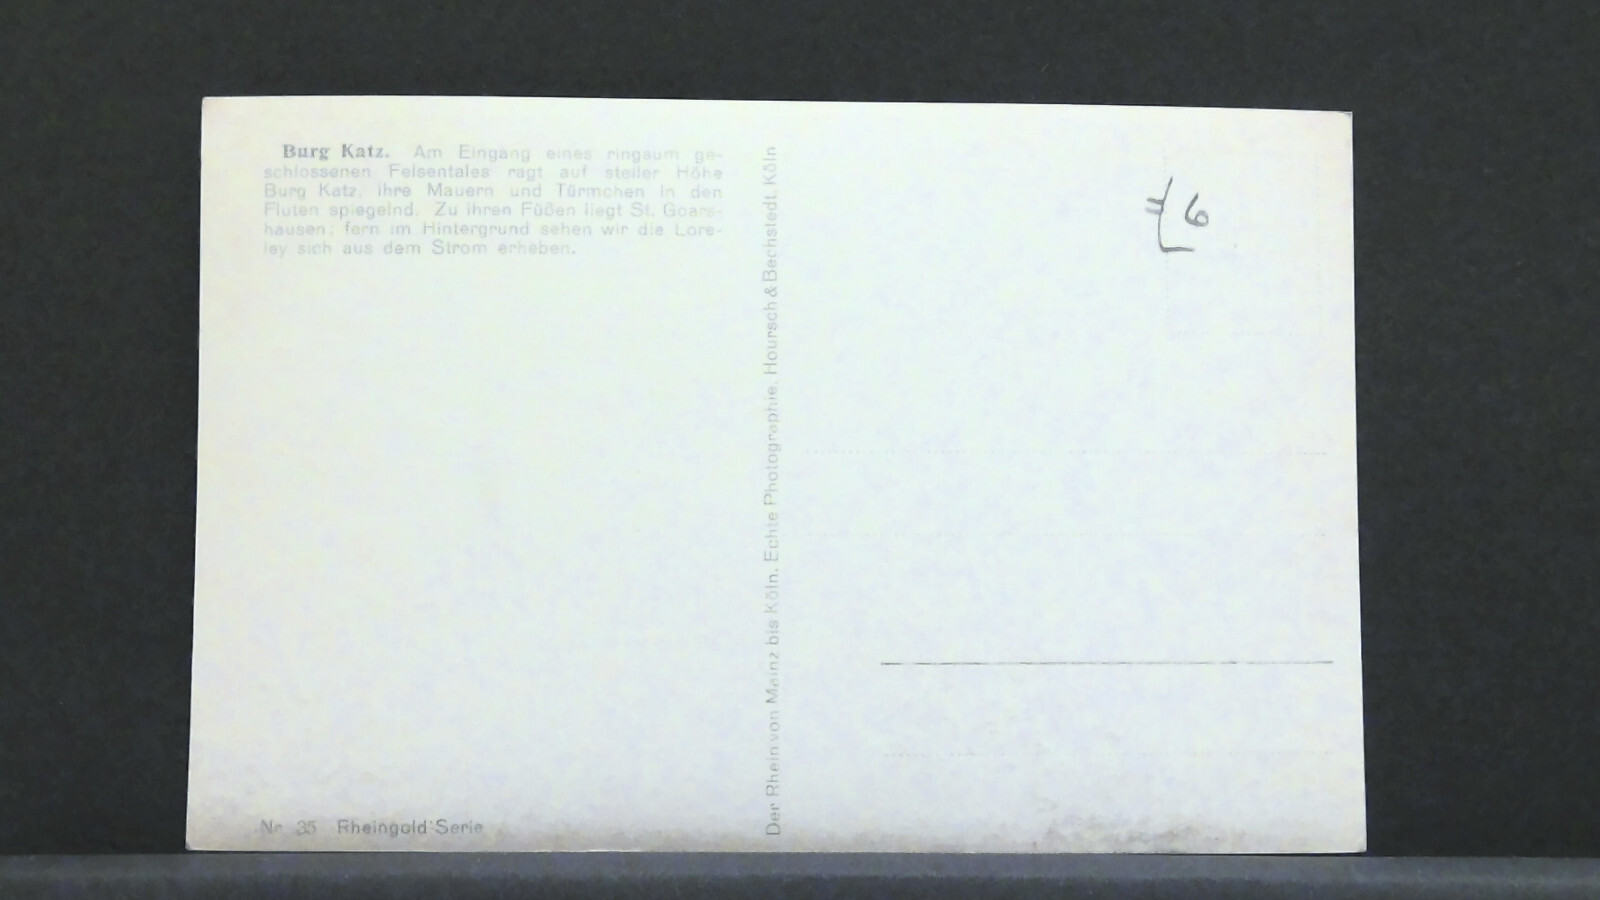 Burg Katz. Am Eingang eines ringsum ge-
schlossenen Felsentales ragt auf steiler Höhe
Burg Katz, ihre Mauern und Türmchen in den
Fluten spiegelnd. Zu ihren Füßen liegt St. Goars-
hausen; fern im Hintergrund sehen wir die Lore-
ley sich aus dem Strom erheben.
Nr. 35 Rheingold Serie
Der Rhein von Mainz bis Köln. Echte Photographie. Hoursch & Bechstedt, Köln
6